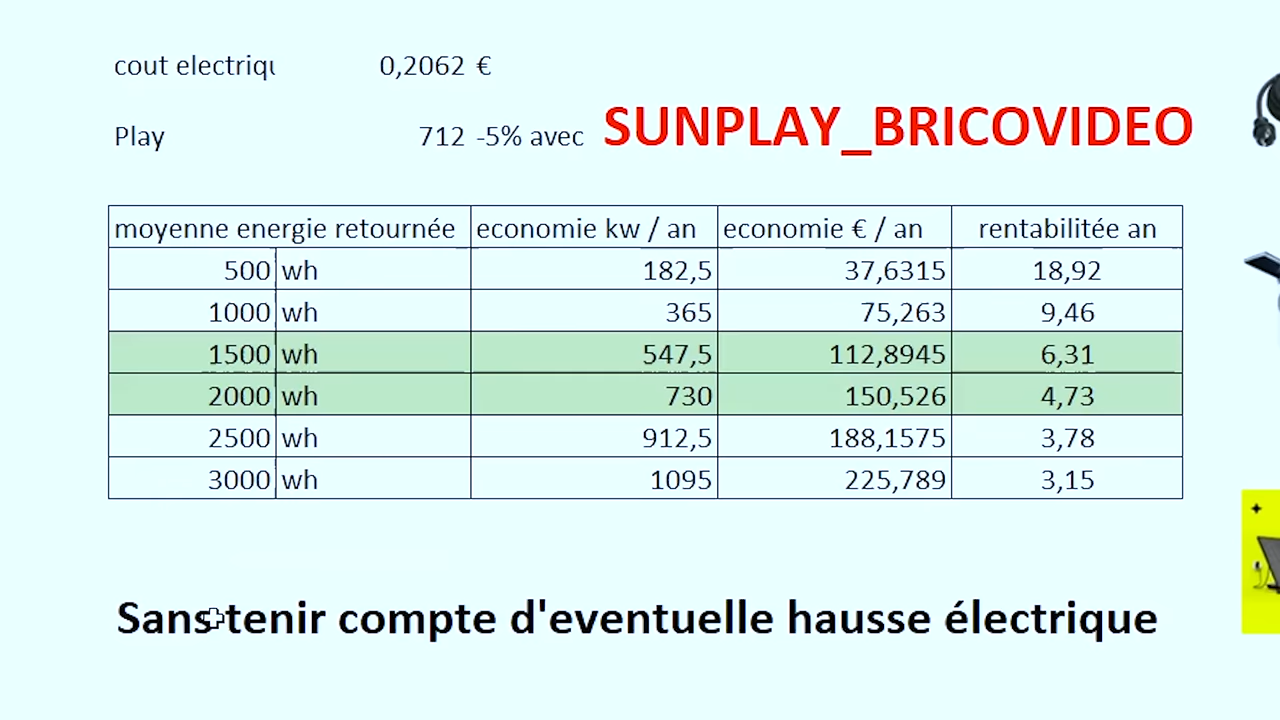 cout electriqu 0,2062 €
Play 712 -5% avec SUNPLAY_BRICOVIDEO
moyenne energie retournée economie kw / an economie € / an rentabilitée an
500 wh 182,5 37,6315 18,92
1000 wh 365 75,263 9,46
1500 wh 547,5 112,8945 6,31
2000 wh 730 150,526 4,73
2500 wh 912,5 188,1575 3,78
3000 wh 1095 225,789 3,15
Sans tenir compte d'eventuelle hausse électrique